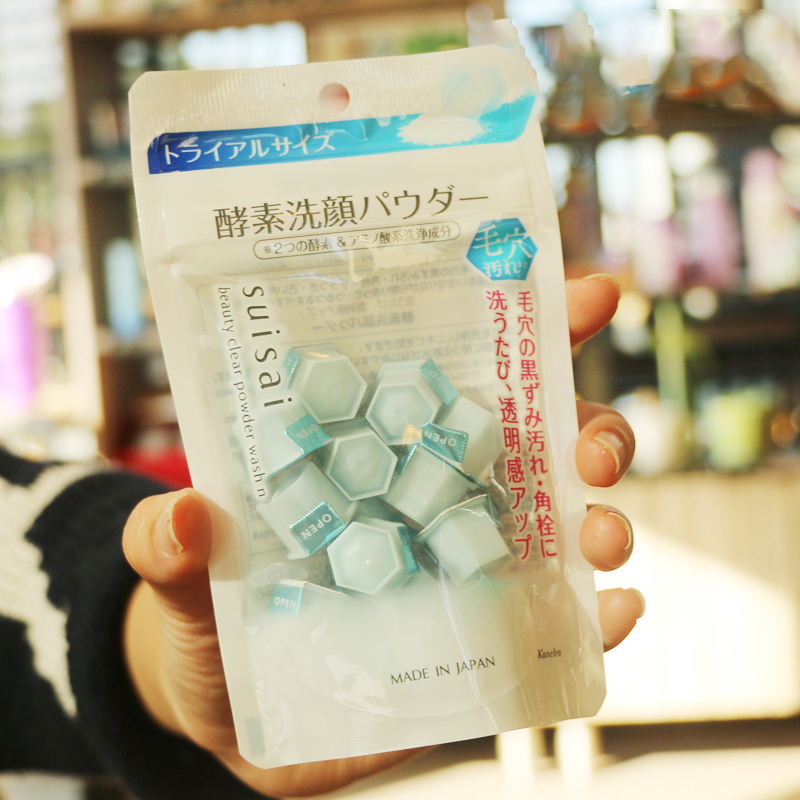 トライアルサイズ
酵素洗顔パウダー
※2つの酵素&アミノ酸系洗浄成分
毛穴
汚れに
毛穴の黒ずみ汚れ・角栓に
洗うたび、透明感アップ
suisai
beauty clear powder wash n
OPEN
OPEN
OPEN
OPEN
OPEN
MADE IN JAPAN
Kanebo